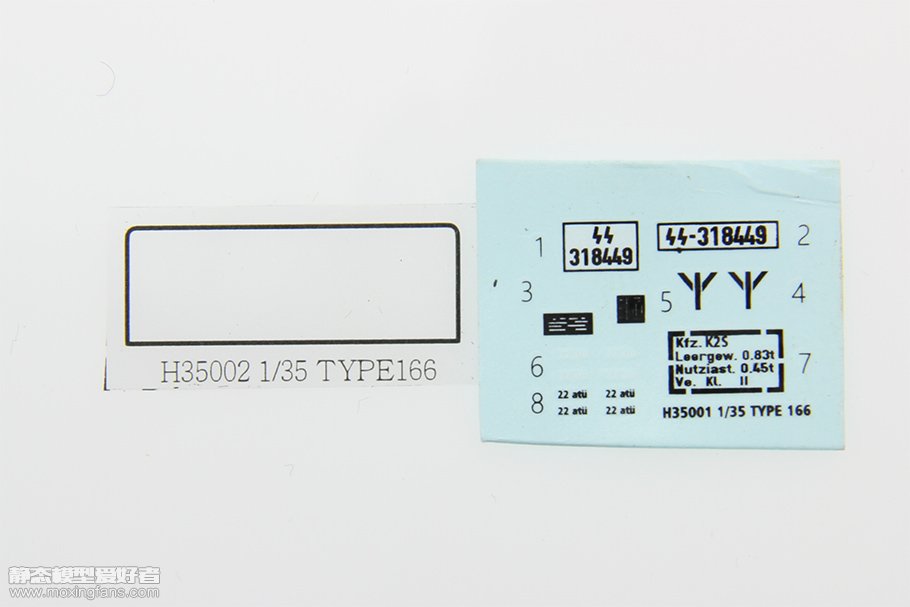 H35002 1/35 TYPE166
1
ϟϟ
318449
ϟϟ-318449
2
3
5
4
6
Kfz. K2S
Leergew. 0.83t
Nutziast. 0.45t
Ve. Kl. II
7
8
22 atü 22 atü
22 atü 22 atü
H35001 1/35 TYPE 166
静态模型爱好者
www.moxingfans.com